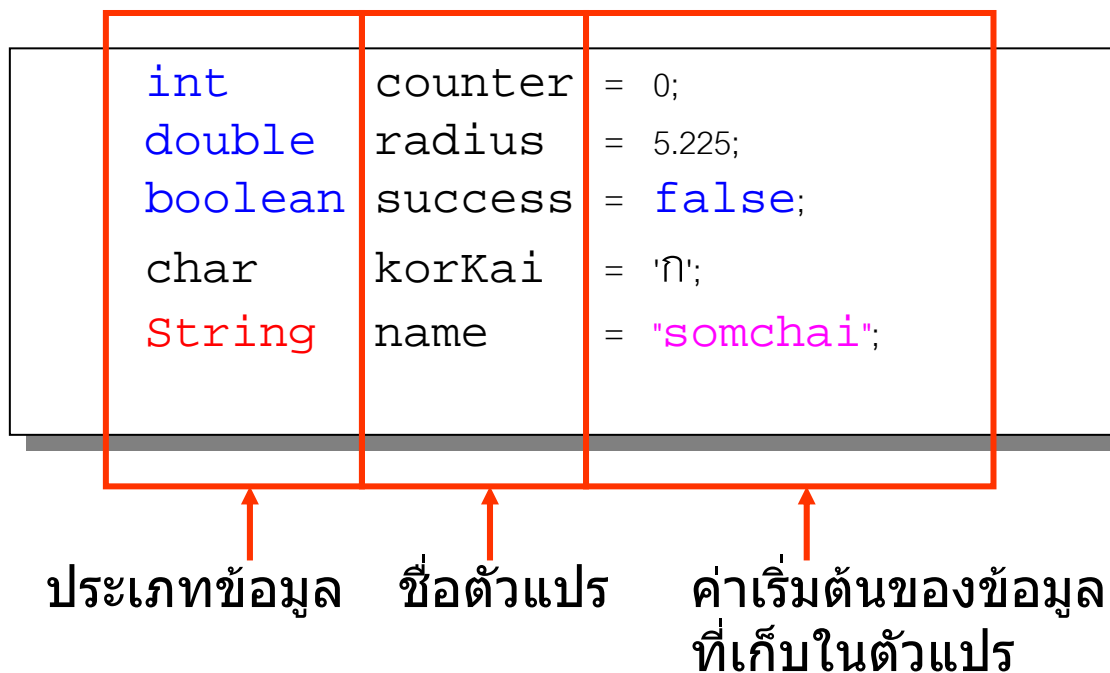 int counter = 0;
double radius = 5.225;
boolean success = false;
char korKai = 'ก';
String name = "somchai";
ประเภทข้อมูล ชื่อตัวแปร ค่าเริ่มต้นของข้อมูล
ที่เก็บในตัวแปร